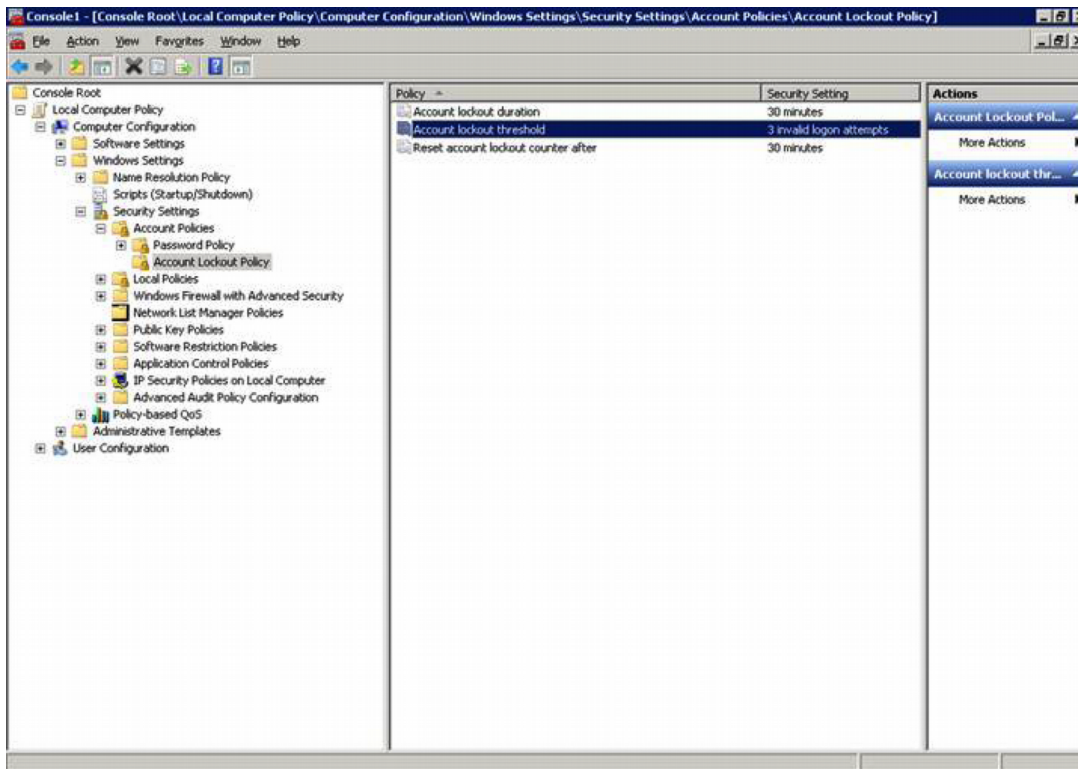 Console1 - [Console Root\Local Computer Policy\Computer Configuration\Windows Settings\Security Settings\Account Policies\Account Lockout Policy]
File Action View Favorites Window Help
Console Root
Local Computer Policy
Computer Configuration
Software Settings
Windows Settings
Name Resolution Policy
Scripts (Startup/Shutdown)
Security Settings
Account Policies
Password Policy
Account Lockout Policy
Local Policies
Windows Firewall with Advanced Security
Network List Manager Policies
Public Key Policies
Software Restriction Policies
Application Control Policies
IP Security Policies on Local Computer
Advanced Audit Policy Configuration
Policy-based QoS
Administrative Templates
User Configuration
Policy Security Setting
Account lockout duration 30 minutes
Account lockout threshold 3 invalid logon attempts
Reset account lockout counter after 30 minutes
Actions
Account Lockout Pol...
More Actions
Account lockout thr...
More Actions